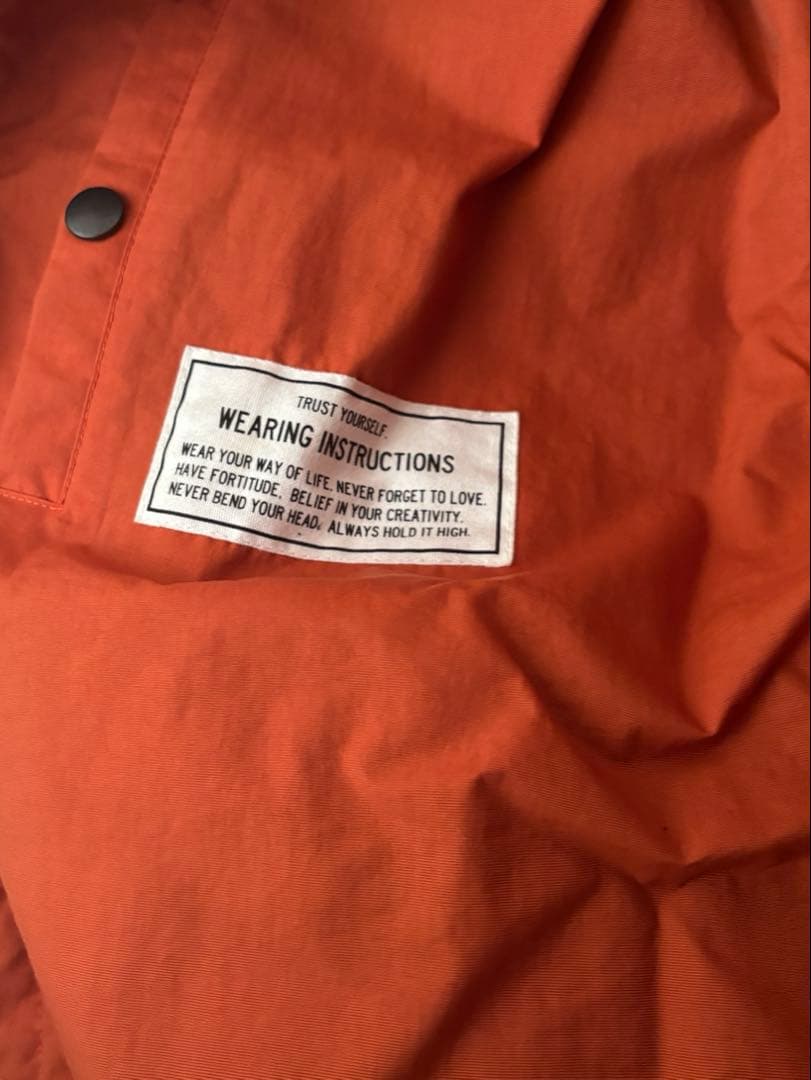 TRUST YOURSELF.
WEARING INSTRUCTIONS
WEAR YOUR WAY OF LIFE. NEVER FORGET TO LOVE.
HAVE FORTITUDE. BELIEF IN YOUR CREATIVITY.
NEVER BEND YOUR HEAD. ALWAYS HOLD IT HIGH.